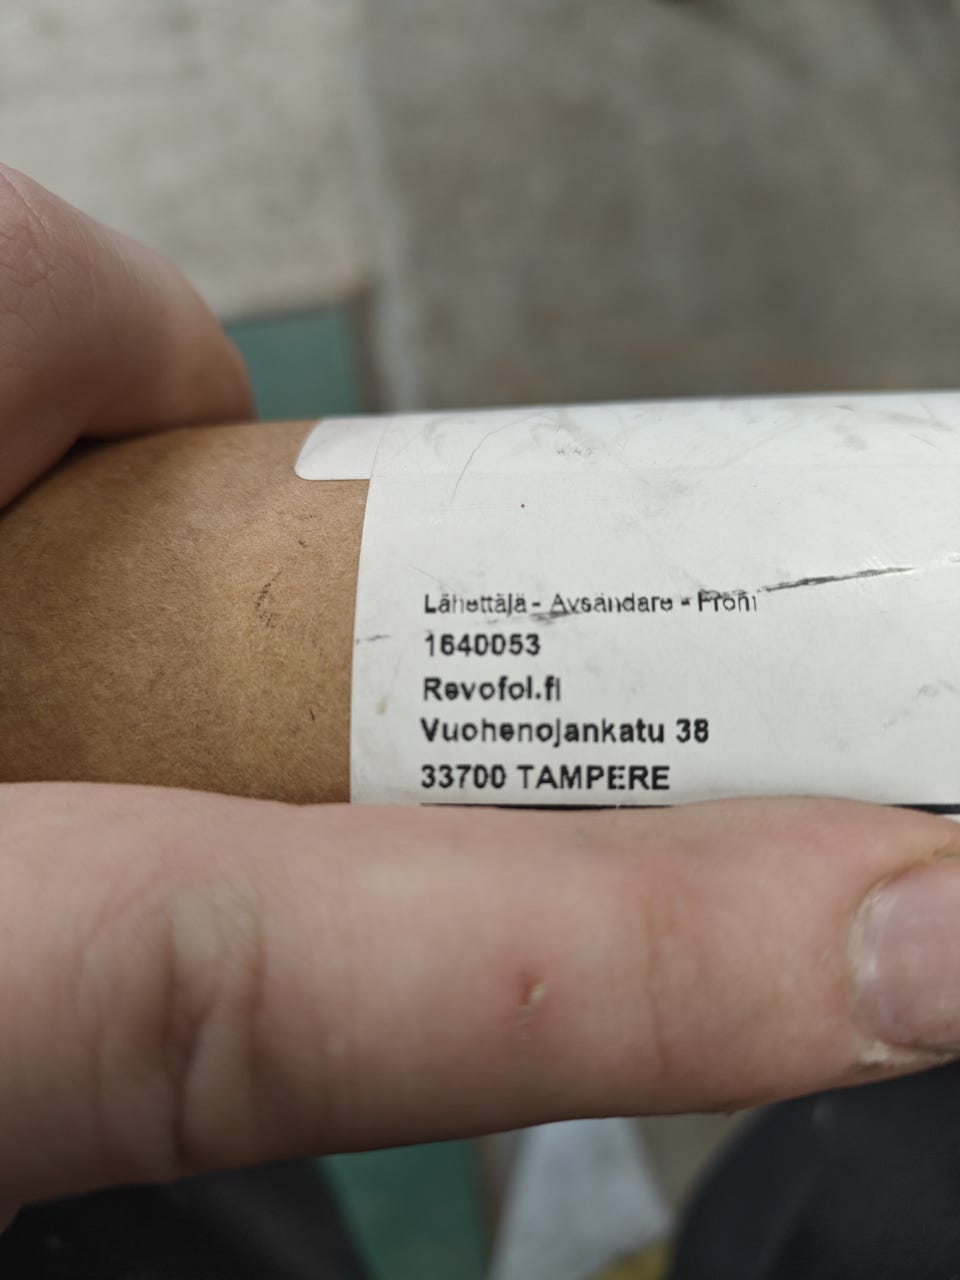 Lähettäjä - Avsändare - From
1640053
Revofol.fi
Vuohenojankatu 38
33700 TAMPERE